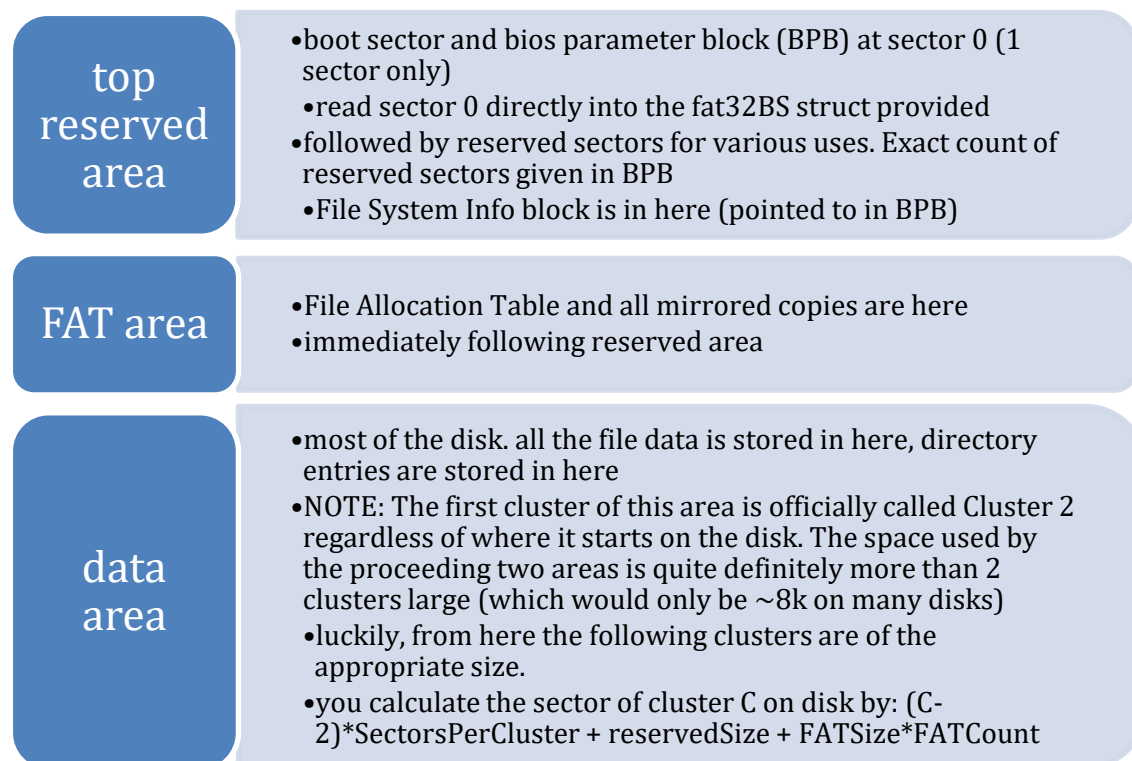 top
reserved
area
•boot sector and bios parameter block (BPB) at sector 0 (1
sector only)
•read sector 0 directly into the fat32BS struct provided
•followed by reserved sectors for various uses. Exact count of
reserved sectors given in BPB
•File System Info block is in here (pointed to in BPB)
FAT area
•File Allocation Table and all mirrored copies are here
•immediately following reserved area
data
area
•most of the disk. all the file data is stored in here, directory
entries are stored in here
•NOTE: The first cluster of this area is officially called Cluster 2
regardless of where it starts on the disk. The space used by
the proceeding two areas is quite definitely more than 2
clusters large (which would only be ~8k on many disks)
•luckily, from here the following clusters are of the
appropriate size.
•you calculate the sector of cluster C on disk by: (C-
2)*SectorsPerCluster + reservedSize + FATSize*FATCount